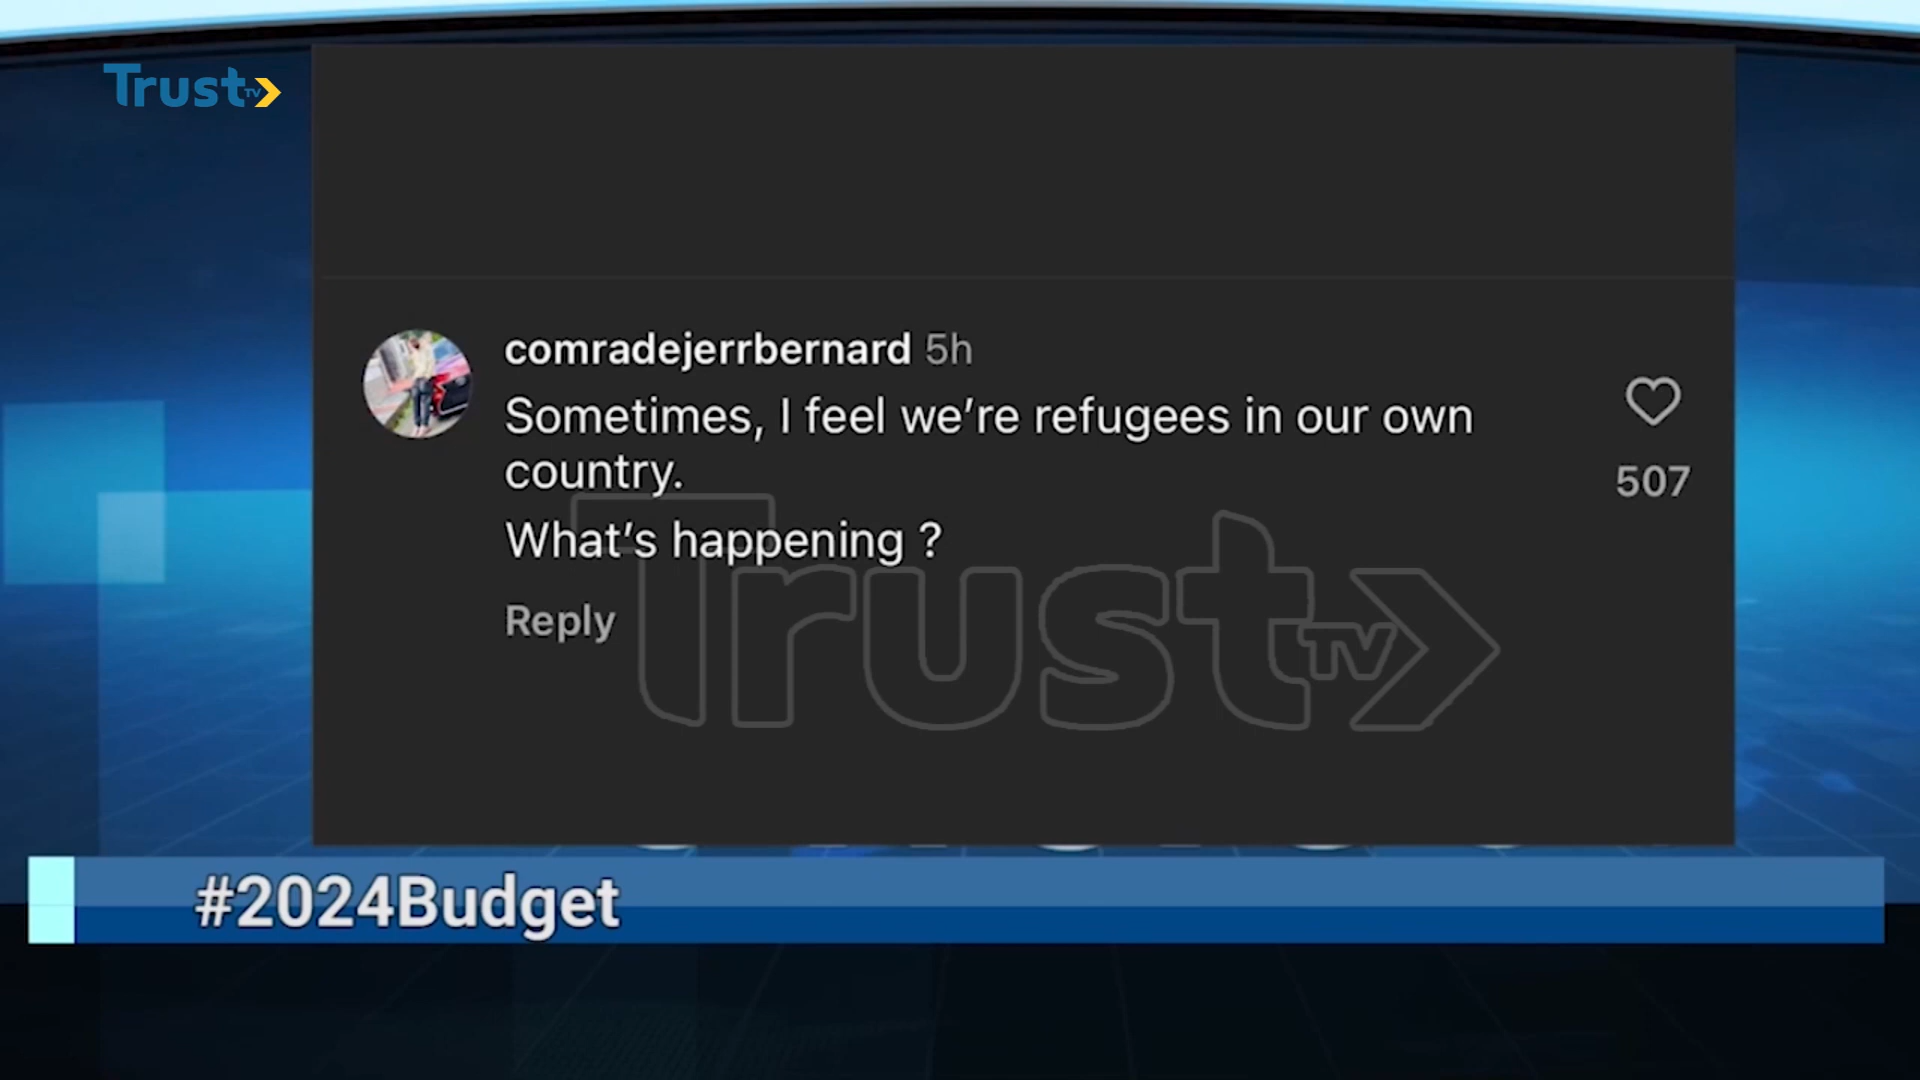 Trust TV
comradejerrbernard 5h
Sometimes, I feel we’re refugees in our own
country.
507
What’s happening ?
Reply
Trust TV
#2024Budget